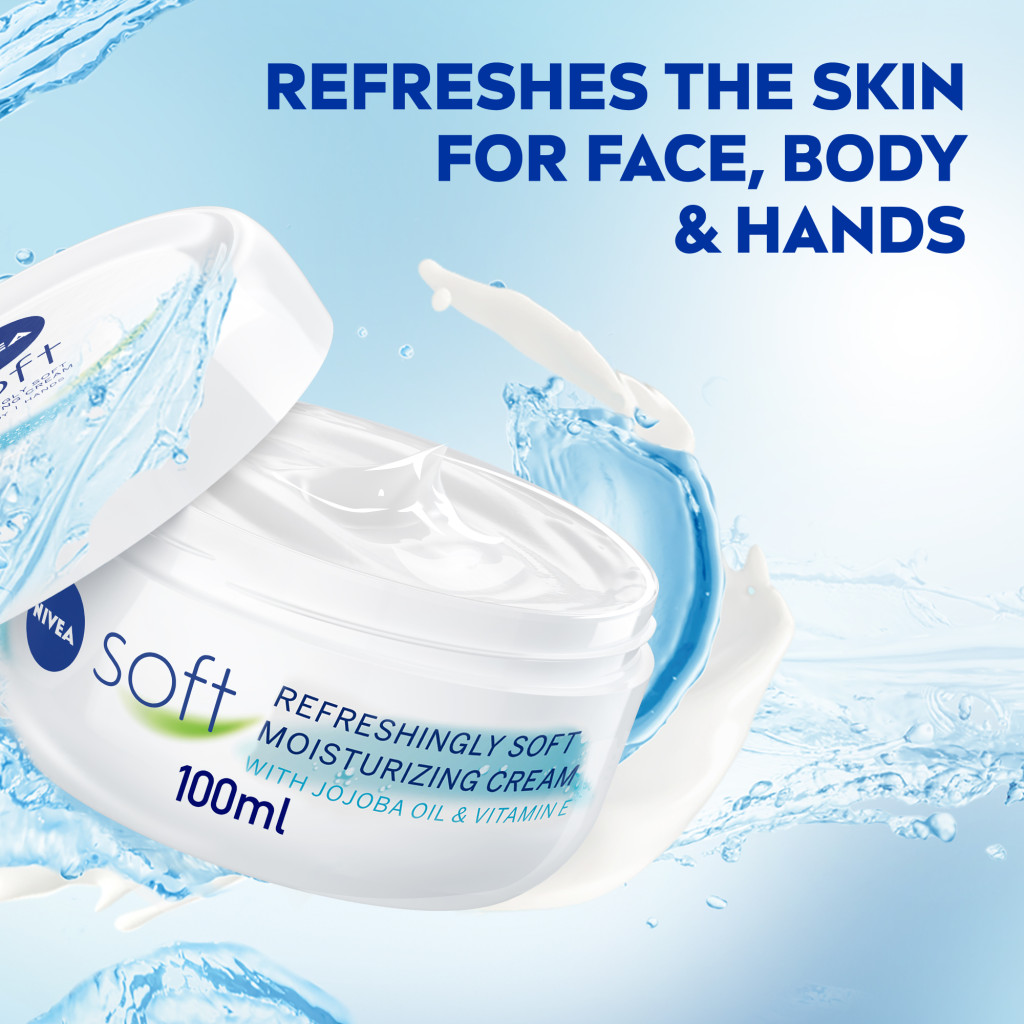 REFRESHES THE SKIN
FOR FACE, BODY
& HANDS
NIVEA
soft
REFRESHINGLY SOFT
MOISTURIZING CREAM
WITH JOJOBA OIL & VITAMIN E
100ml